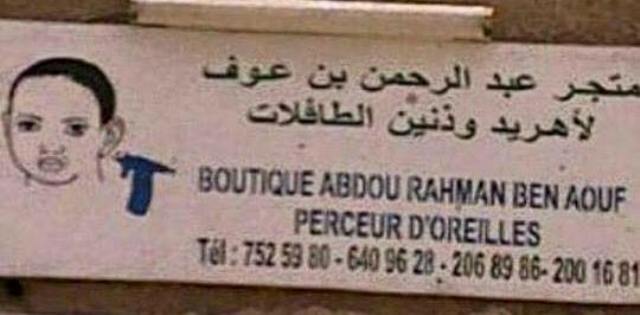 متجر عبد الرحمن بن عوف
لأهريد وذنين الطافلات
BOUTIQUE ABDOU RAHMAN BEN AOUF
PERCEUR D'OREILLES
Tél : 752 59 80 - 640 96 28 - 206 89 86- 200 16 81